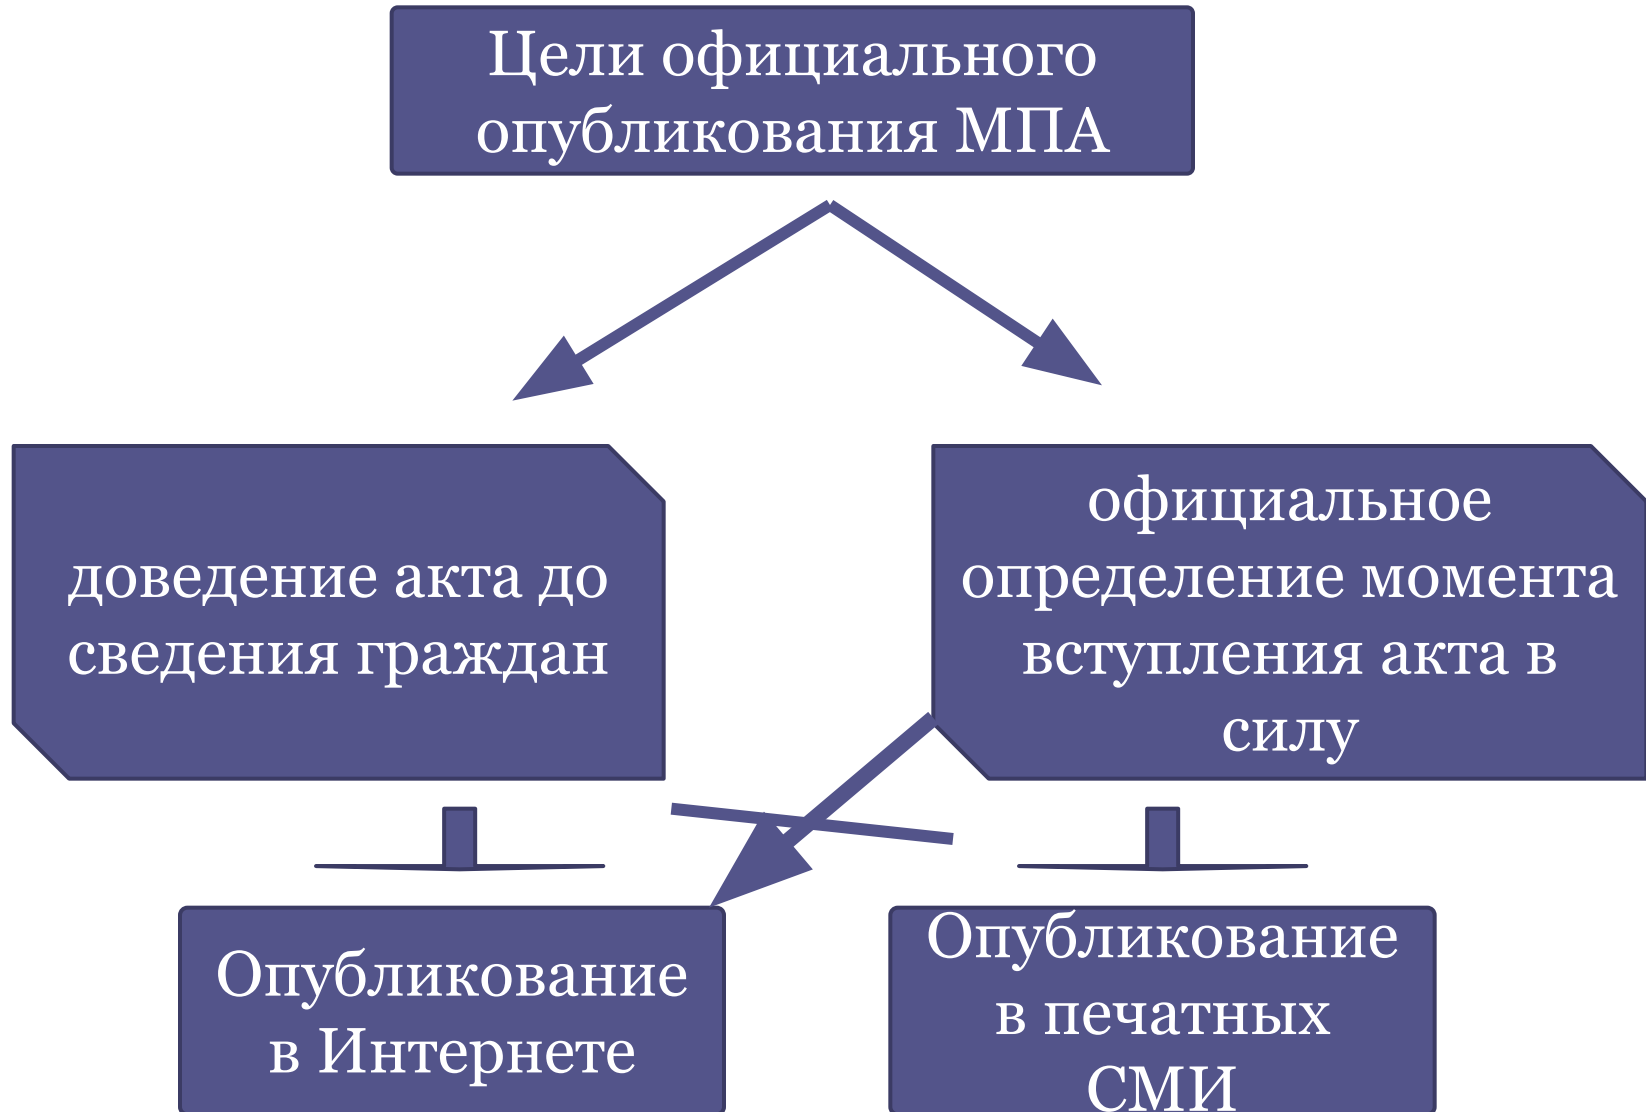 Цели официального
опубликования МПА
доведение акта до
сведения граждан
официальное
определение момента
вступления акта в
силу
Опубликование
в Интернете
Опубликование
в печатных
СМИ